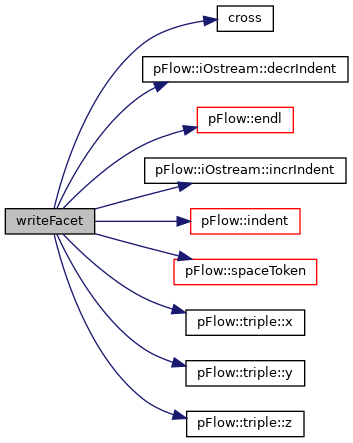 cross
pFlow::iOstream::decrIndent
pFlow::endl
pFlow::iOstream::incrIndent
writeFacet
pFlow::indent
pFlow::spaceToken
pFlow::triple::x
pFlow::triple::y
pFlow::triple::z